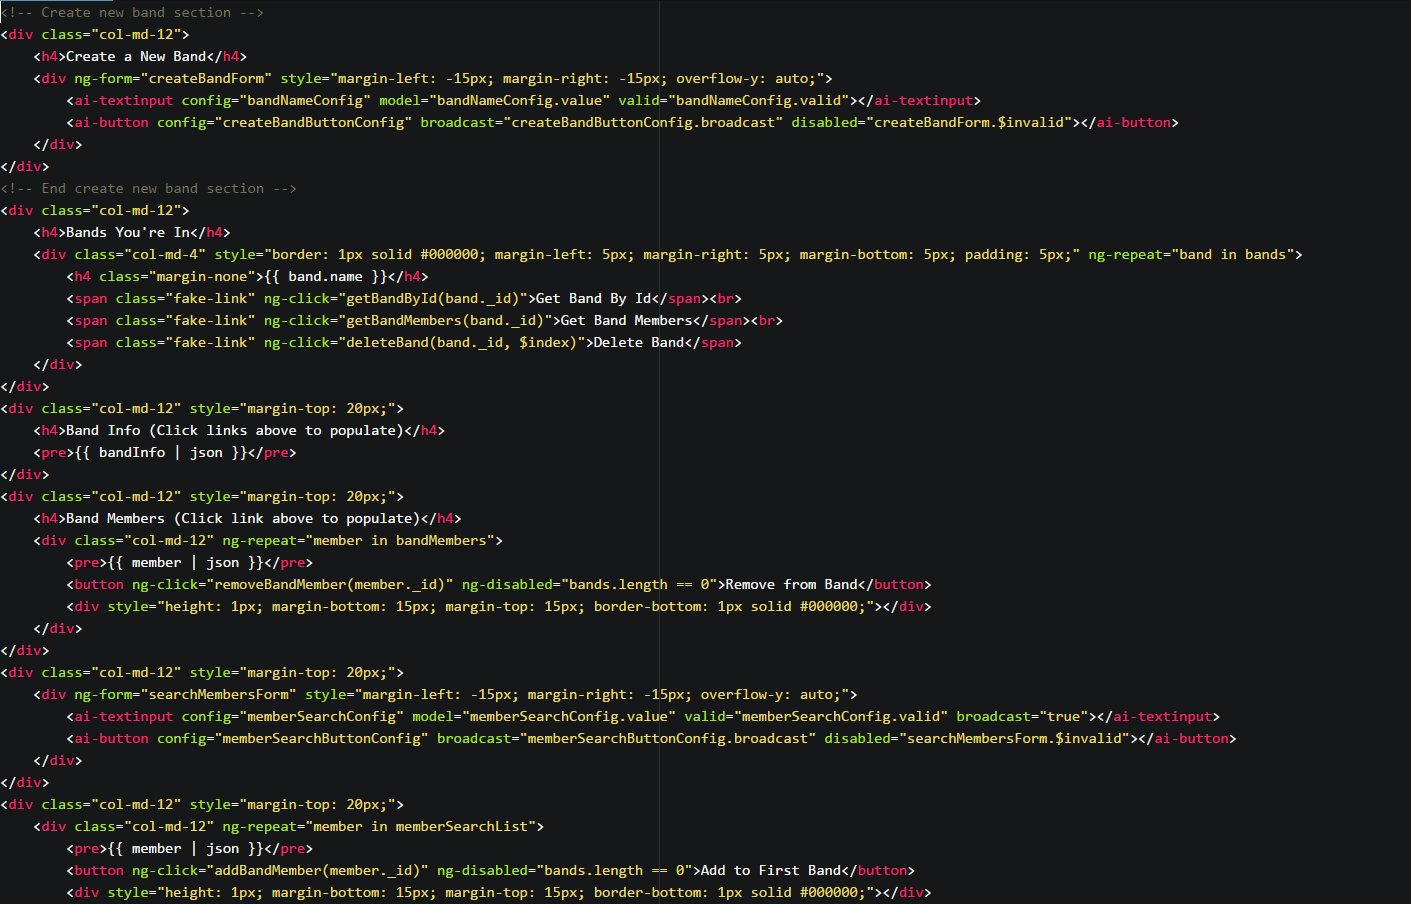 <!-- Create new band section -->
<div class="col-md-12">
    <h4>Create a New Band</h4>
    <div ng-form="createBandForm" style="margin-left: -15px; margin-right: -15px; overflow-y: auto;">
        <ai-textinput config="bandNameConfig" model="bandNameConfig.value" valid="bandNameConfig.valid"></ai-textinput>
        <ai-button config="createBandButtonConfig" broadcast="createBandButtonConfig.broadcast" disabled="createBandForm.$invalid"></ai-button>
    </div>
</div>
<!-- End create new band section -->
<div class="col-md-12">
    <h4>Bands You're In</h4>
    <div class="col-md-4" style="border: 1px solid #000000; margin-left: 5px; margin-right: 5px; margin-bottom: 5px; padding: 5px;" ng-repeat="band in bands">
        <h4 class="margin-none">{{ band.name }}</h4>
        <span class="fake-link" ng-click="getBandById(band._id)">Get Band By Id</span><br>
        <span class="fake-link" ng-click="getBandMembers(band._id)">Get Band Members</span><br>
        <span class="fake-link" ng-click="deleteBand(band._id, $index)">Delete Band</span>
    </div>
</div>
<div class="col-md-12" style="margin-top: 20px;">
    <h4>Band Info (Click links above to populate)</h4>
    <pre>{{ bandInfo | json }}</pre>
</div>
<div class="col-md-12" style="margin-top: 20px;">
    <h4>Band Members (Click link above to populate)</h4>
    <div class="col-md-12" ng-repeat="member in bandMembers">
        <pre>{{ member | json }}</pre>
        <button ng-click="removeBandMember(member._id)" ng-disabled="bands.length == 0">Remove from Band</button>
        <div style="height: 1px; margin-bottom: 15px; margin-top: 15px; border-bottom: 1px solid #000000;"></div>
    </div>
</div>
<div class="col-md-12" style="margin-top: 20px;">
    <div ng-form="searchMembersForm" style="margin-left: -15px; margin-right: -15px; overflow-y: auto;">
        <ai-textinput config="memberSearchConfig" model="memberSearchConfig.value" valid="memberSearchConfig.valid" broadcast="true"></ai-textinput>
        <ai-button config="memberSearchButtonConfig" broadcast="memberSearchButtonConfig.broadcast" disabled="searchMembersForm.$invalid"></ai-button>
    </div>
</div>
<div class="col-md-12" style="margin-top: 20px;">
    <div class="col-md-12" ng-repeat="member in memberSearchList">
        <pre>{{ member | json }}</pre>
        <button ng-click="addBandMember(member._id)" ng-disabled="bands.length == 0">Add to First Band</button>
        <div style="height: 1px; margin-bottom: 15px; margin-top: 15px; border-bottom: 1px solid #000000;"></div>